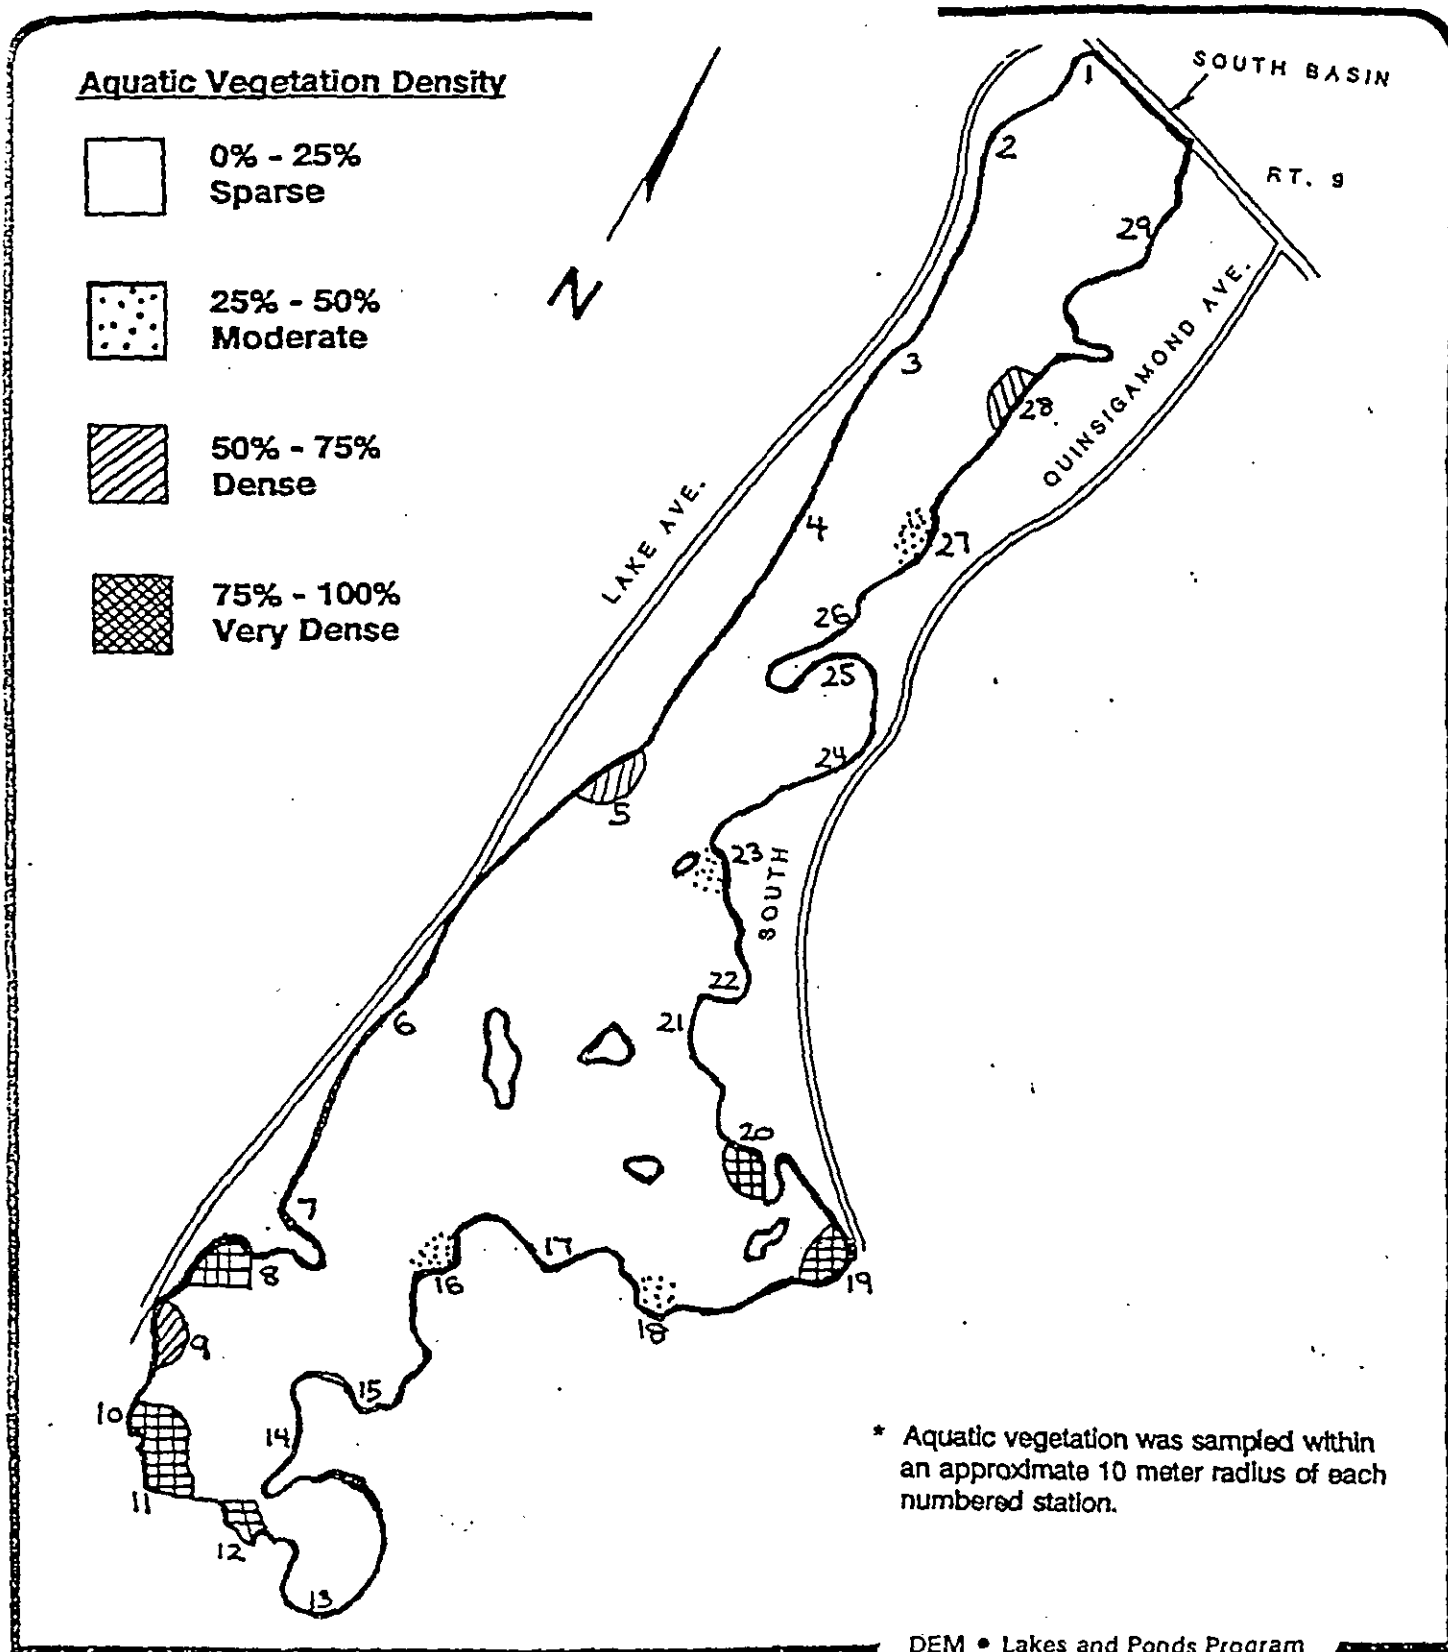 Aquatic Vegetation Density
0% - 25%
Sparse
25% - 50%
Moderate
50% - 75%
Dense
75% - 100%
Very Dense
N
SOUTH BASIN
RT. 9
QUINSIGAMOND AVE.
LAKE AVE.
SOUTH
1
2
3
4
5
6
7
8
9
10
11
12
13
14
15
16
17
18
19
20
21
22
23
24
25
26
27
28
29
* Aquatic vegetation was sampled within
an approximate 10 meter radius of each
numbered station.
DEM • Lakes and Ponds Program